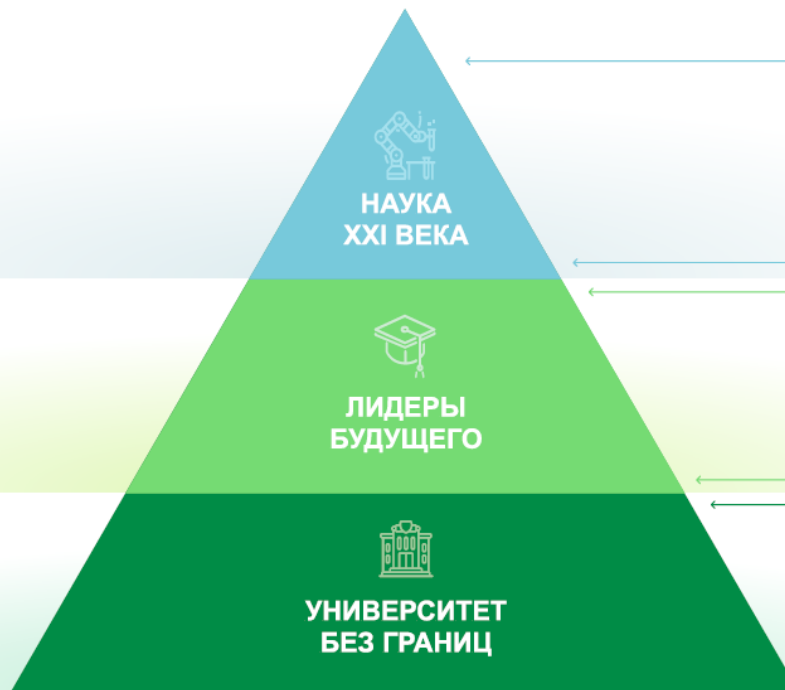 НАУКА
XXI ВЕКА
ЛИДЕРЫ
БУДУЩЕГО
УНИВЕРСИТЕТ
БЕЗ ГРАНИЦ